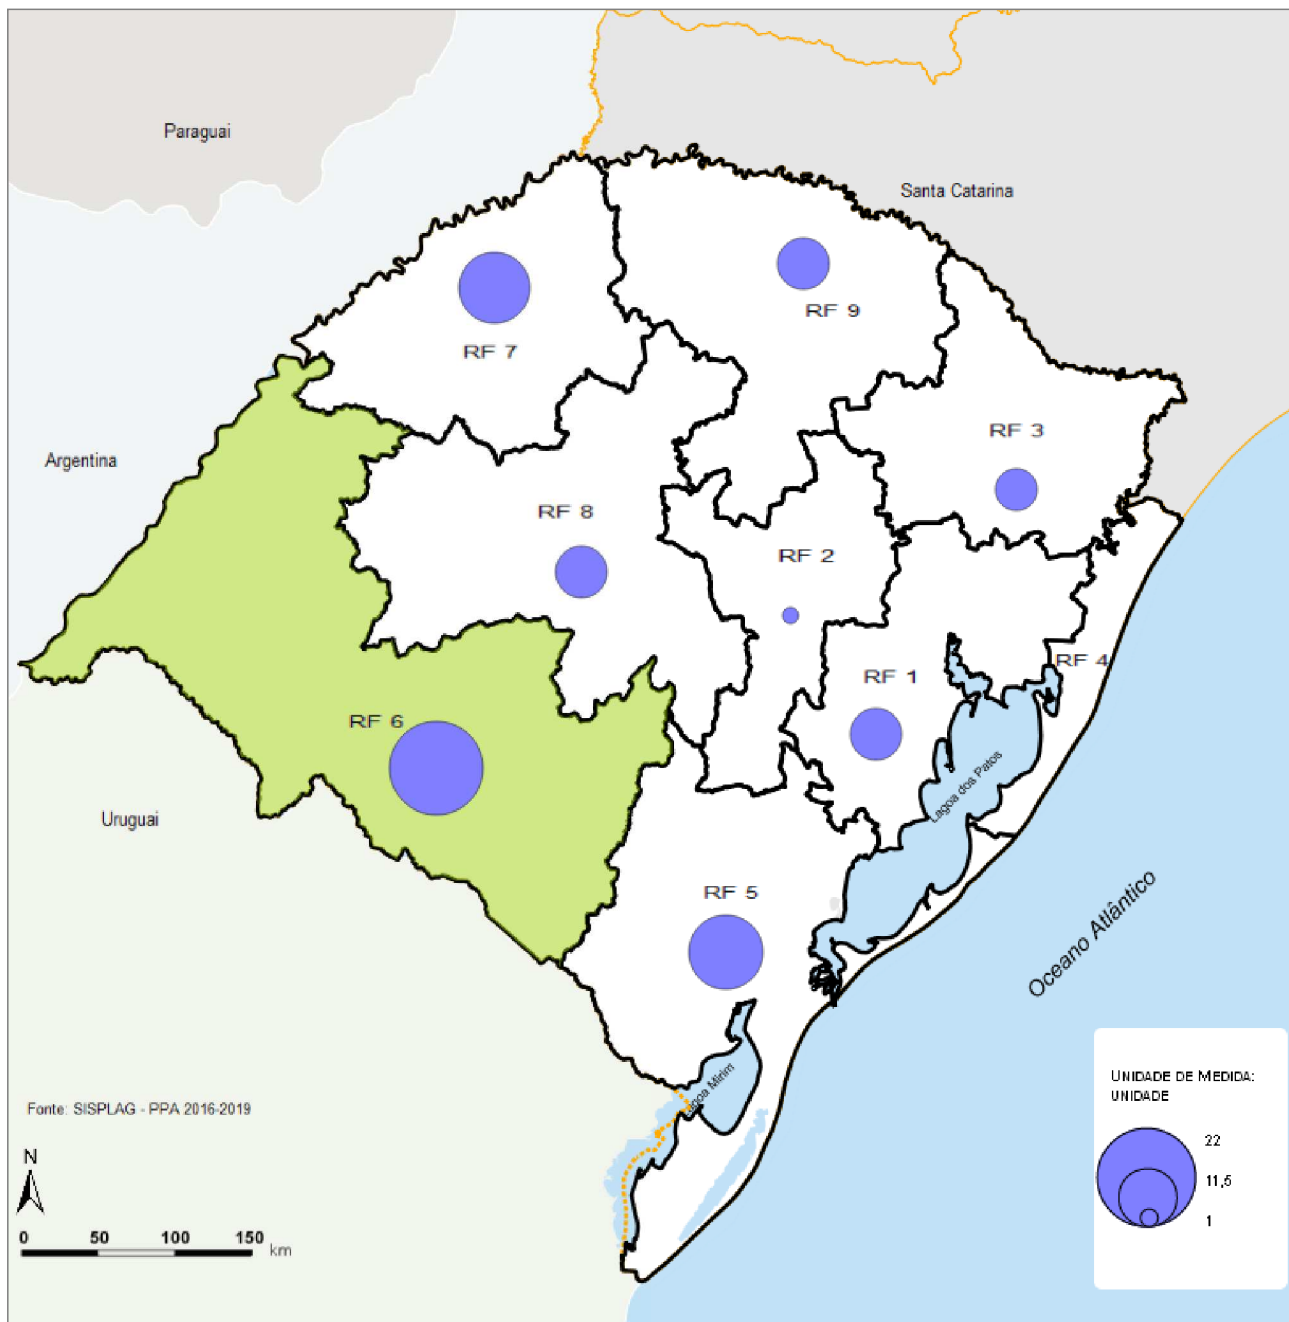 Paraguai
Santa Catarina
RF 9
RF 7
RF 3
Argentina
RF 8
RF 2
RF 4
RF 1
RF 6
Lagoa dos Patos
Uruguai
RF 5
Oceano Atlântico
UNIDADE DE MEDIDA:
UNIDADE
22
11,5
1
Lagoa Mirim
Fonte: SISPLAG - PPA 2016-2019
N
0 50 100 150
km